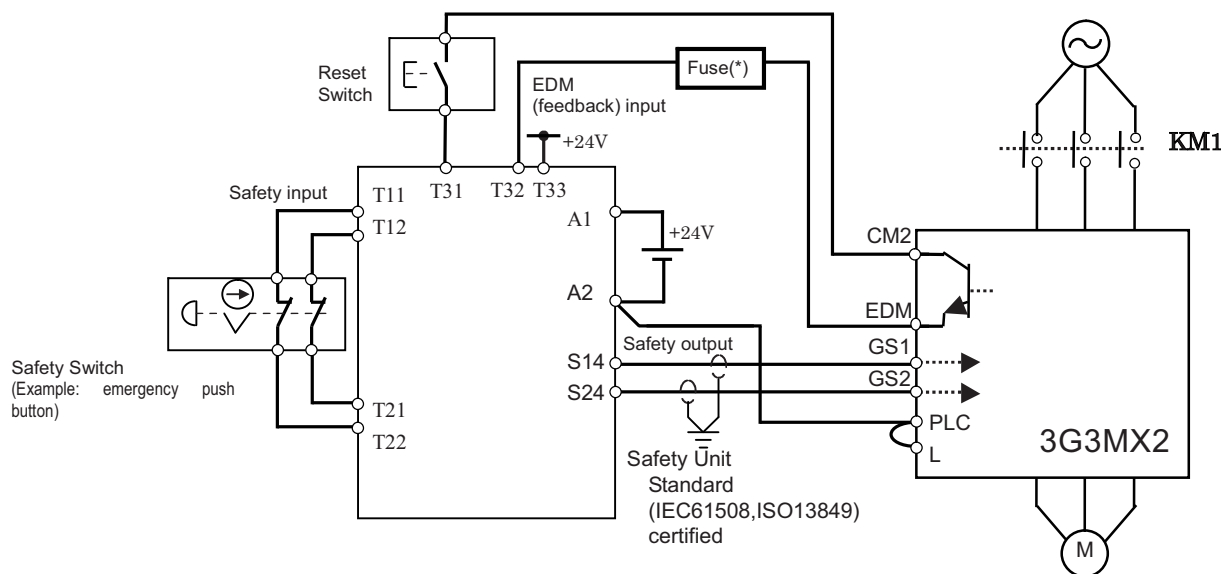 Reset
Switch
EDM
(feedback) input
Fuse(*)
+24V
KM1
Safety input
T11
T12
T31
T32
T33
A1
+24V
A2
CM2
EDM
Safety output
GS1
S14
GS2
S24
PLC
L
3G3MX2
Safety Switch
(Example: emergency push
button)
T21
T22
Safety Unit
Standard
(IEC61508,ISO13849)
certified
M